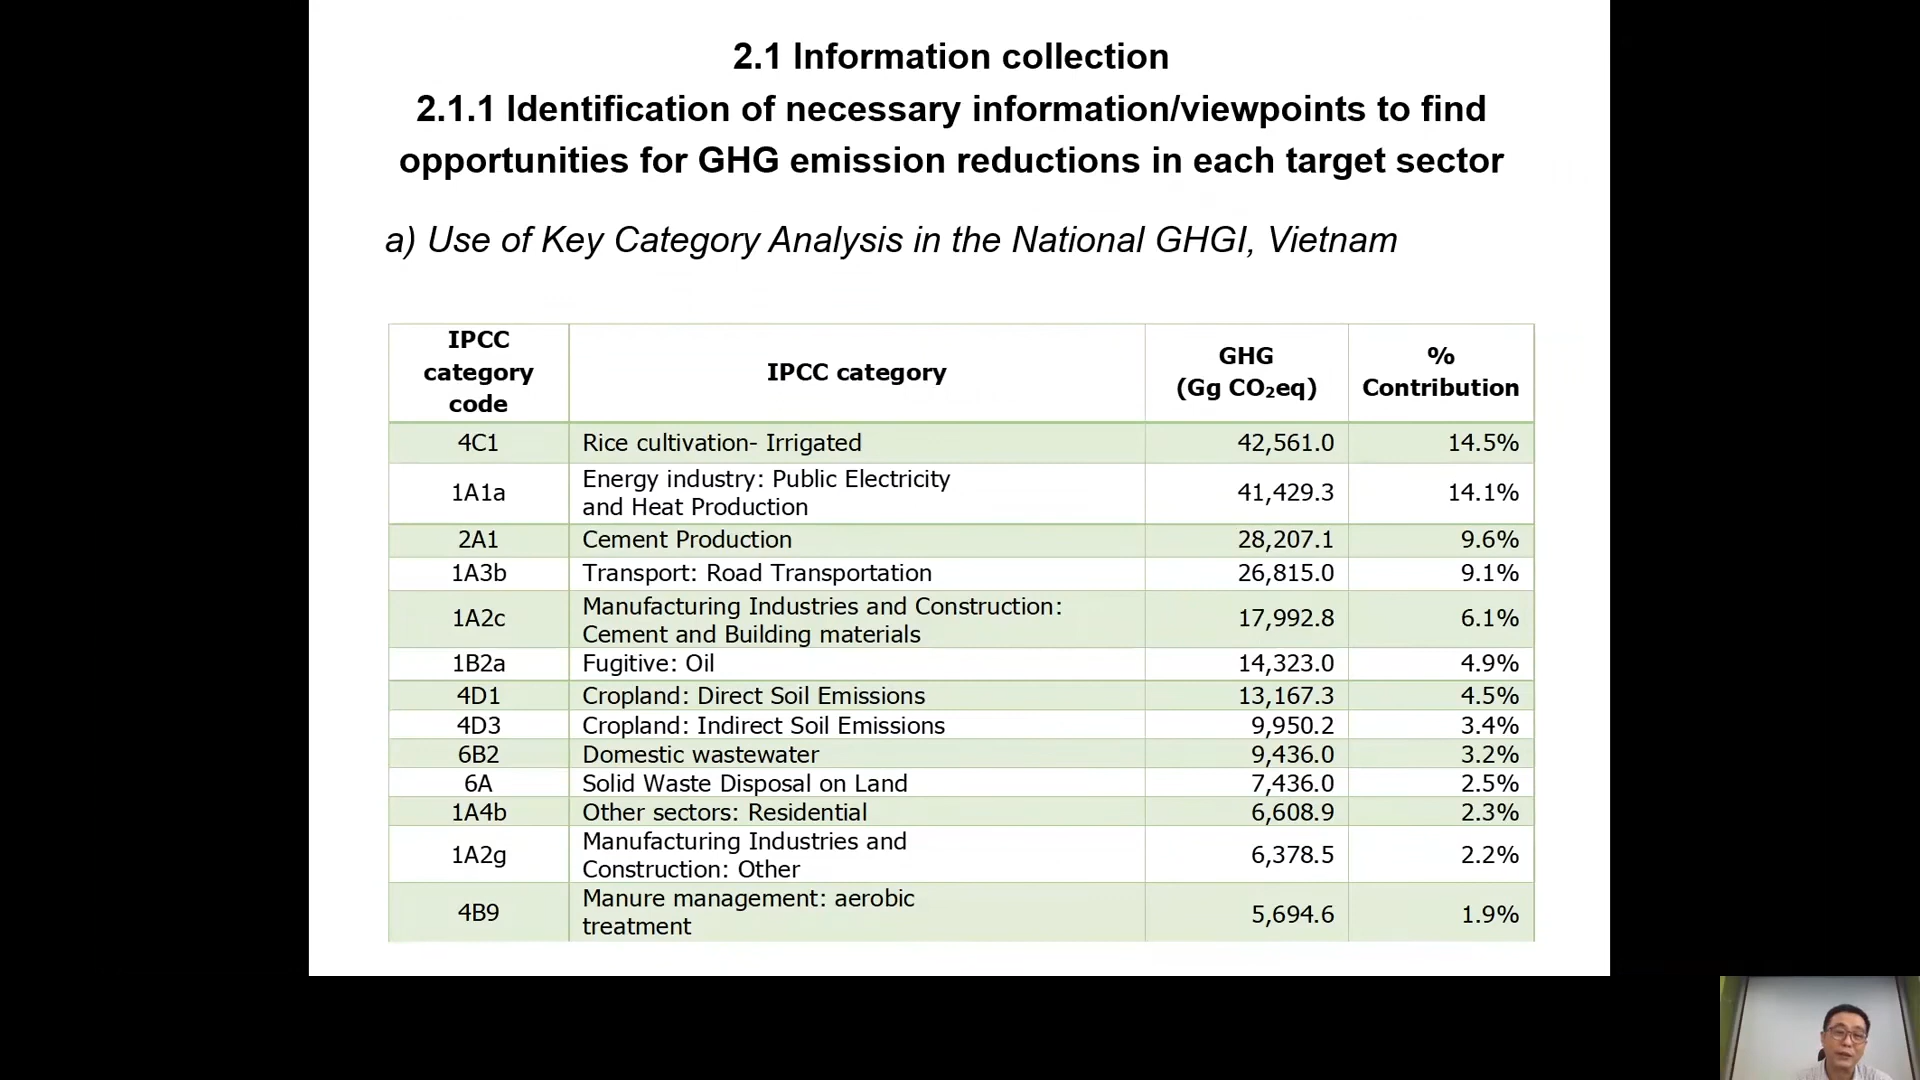 2.1 Information collection
2.1.1 Identification of necessary information/viewpoints to find
opportunities for GHG emission reductions in each target sector
a) Use of Key Category Analysis in the National GHGI, Vietnam
IPCC
category
code
IPCC category
GHG
(Gg CO₂eq)
%
Contribution
4C1 Rice cultivation- Irrigated 42,561.0 14.5%
1A1a Energy industry: Public Electricity
and Heat Production 41,429.3 14.1%
2A1 Cement Production 28,207.1 9.6%
1A3b Transport: Road Transportation 26,815.0 9.1%
1A2c Manufacturing Industries and Construction:
Cement and Building materials 17,992.8 6.1%
1B2a Fugitive: Oil 14,323.0 4.9%
4D1 Cropland: Direct Soil Emissions 13,167.3 4.5%
4D3 Cropland: Indirect Soil Emissions 9,950.2 3.4%
6B2 Domestic wastewater 9,436.0 3.2%
6A Solid Waste Disposal on Land 7,436.0 2.5%
1A4b Other sectors: Residential 6,608.9 2.3%
1A2g Manufacturing Industries and
Construction: Other 6,378.5 2.2%
4B9 Manure management: aerobic
treatment 5,694.6 1.9%